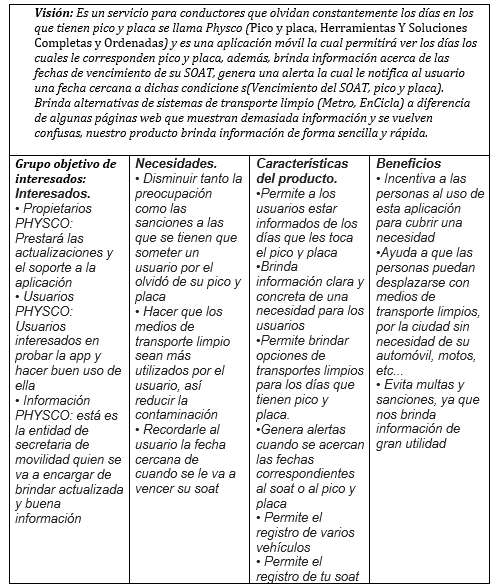 Visión: Es un servicio para conductores que olvidan constantemente los días en los
que tienen pico y placa se llama Physco (Pico y placa, Herramientas Y Soluciones
Completas y Ordenadas) y es una aplicación móvil la cual permitirá ver los días los
cuales le corresponden pico y placa, además, brinda información acerca de las
fechas de vencimiento de su SOAT, genera una alerta la cual le notifica al usuario
una fecha cercana a dichas condicione s(Vencimiento del SOAT, pico y placa).
Brinda alternativas de sistemas de transporte limpio (Metro, EnCicla) a diferencia
de algunas páginas web que muestran demasiada información y se vuelven
confusas, nuestro producto brinda información de forma sencilla y rápida.
Grupo objetivo de
interesados:
Interesados.
• Propietarios
PHYSCO:
Prestará las
actualizaciones y
el soporte a la
aplicación
• Usuarios
PHYSCO:
Usuarios
interesados en
probar la app y
hacer buen uso de
ella
• Información
PHYSCO: está es
la entidad de
secretaria de
movilidad quien se
va a encargar de
brindar actualizada
y buena
información
Necesidades.
• Disminuir tanto la
preocupación
como las
sanciones a las
que se tienen que
someter un
usuario por el
olvidó de su pico y
placa
• Hacer que los
medios de
transporte limpio
sean más
utilizados por el
usuario, así
reducir la
contaminación
• Recordarle al
usuario la fecha
cercana de
cuando se le va a
vencer su soat
Características
del producto.
•Permite a los
usuarios estar
informados de los
días que les toca
el pico y placa
•Brinda
información clara y
concreta de una
necesidad para los
usuarios
•Permite brindar
opciones de
transportes limpios
para los días que
tienen pico y
placa.
•Genera alertas
cuando se acercan
las fechas
correspondientes
al soat o al pico y
placa
• Permite el
registro de varios
vehículos
• Permite el
registro de tu soat
Beneficios
• Incentiva a las
personas al uso de
esta aplicación
para cubrir una
necesidad
•Ayuda a que las
personas puedan
desplazarse con
medios de
transporte limpios,
por la ciudad sin
necesidad de su
automóvil, motos,
etc...
• Evita multas y
sanciones, ya que
nos brinda
información de
gran utilidad